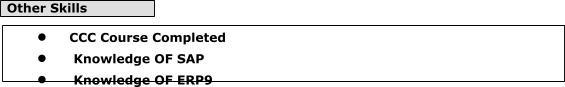 Other Skills
● CCC Course Completed
● Knowledge OF SAP
● Knowledge OF ERP9